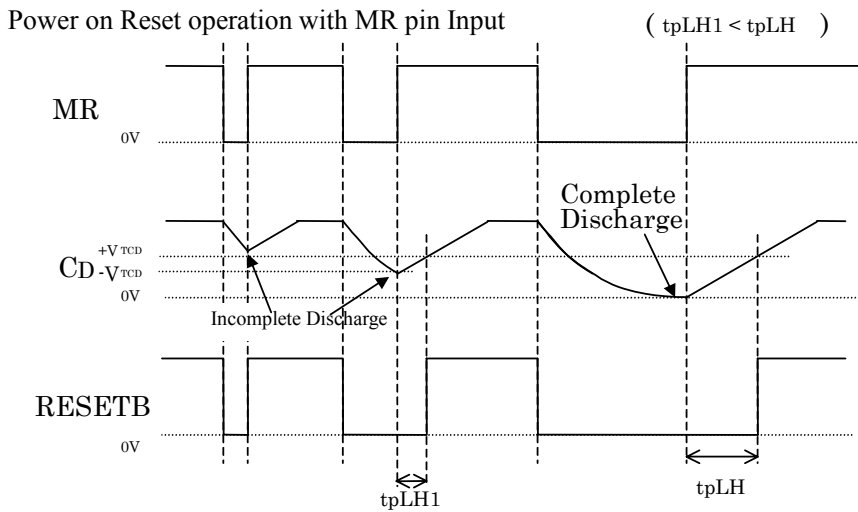 Power on Reset operation with MR pin Input ( tpLH1 < tpLH )
MR
0V
Complete
Discharge
CD
+VTCD
-VTCD
0V
Incomplete Discharge
RESETB
0V
tpLH1
tpLH